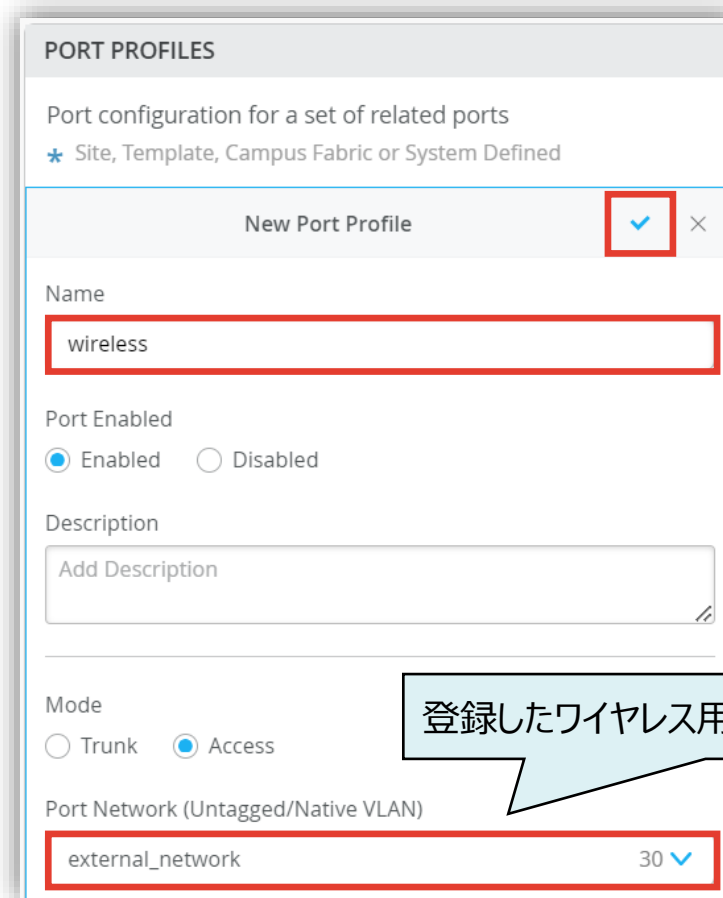 PORT PROFILES
Port configuration for a set of related ports
* Site, Template, Campus Fabric or System Defined
New Port Profile
Name
wireless
Port Enabled
Enabled Disabled
Description
Add Description
Mode
登録したワイヤレス用
Trunk Access
Port Network (Untagged/Native VLAN)
external_network 30